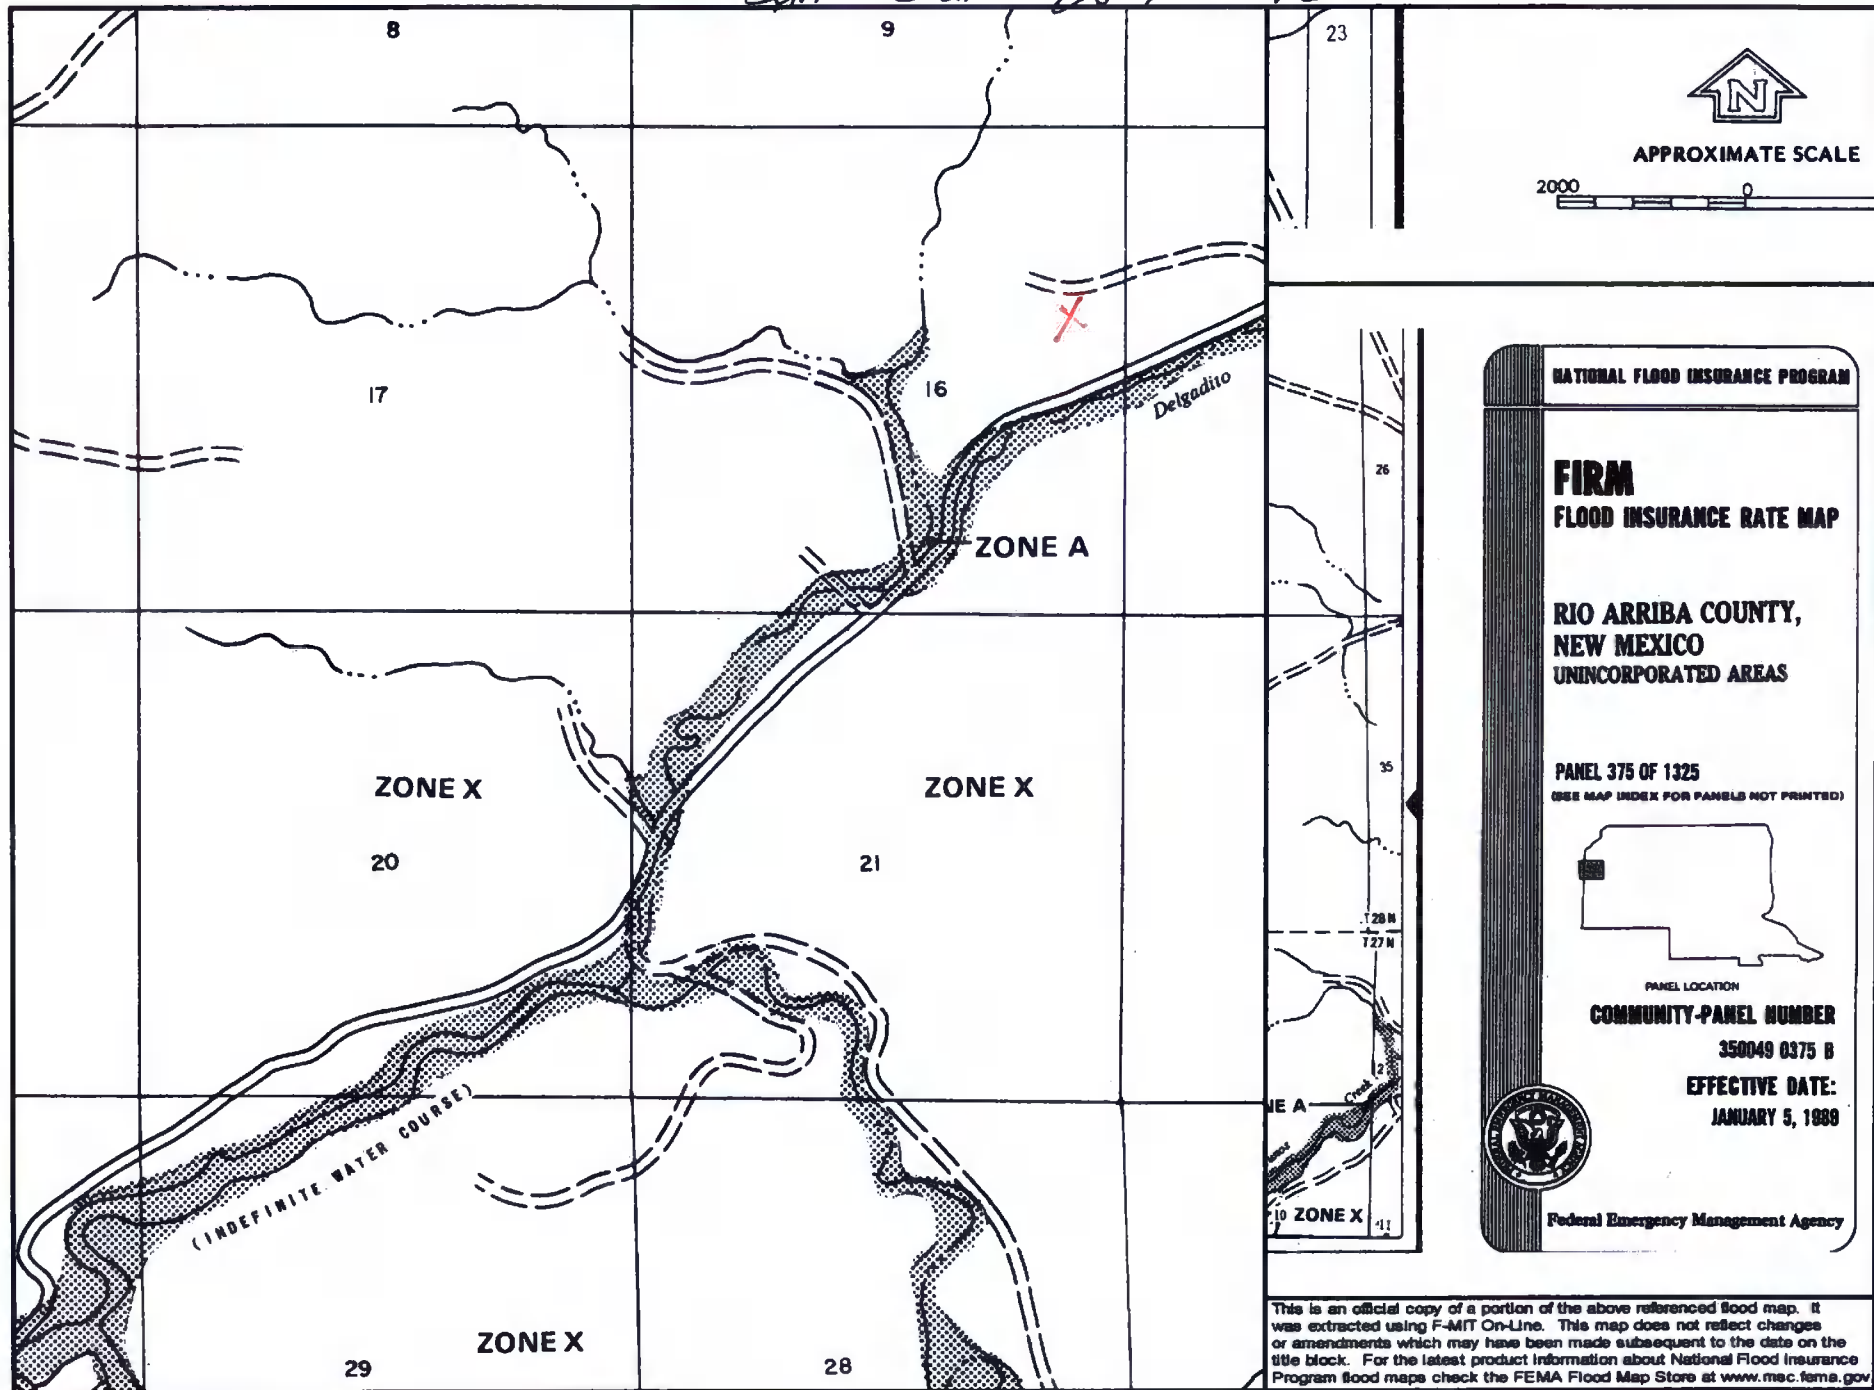 8
9
23
N
APPROXIMATE SCALE
2000
0
17
16
Delgadito
26
ZONE A
NATIONAL FLOOD INSURANCE PROGRAM
FIRM
FLOOD INSURANCE RATE MAP
RIO ARRIBA COUNTY,
NEW MEXICO
UNINCORPORATED AREAS
ZONE X
ZONE X
35
20
21
PANEL 375 OF 1325
(SEE MAP INDEX FOR PANELS NOT PRINTED)
T28N
T27N
PANEL LOCATION
COMMUNITY-PANEL NUMBER
350049 0375 B
EFFECTIVE DATE:
JANUARY 5, 1989
(INDEFINITE WATER COURSE)
2
Creek
NE A
10
ZONE X
11
Federal Emergency Management Agency
ZONE X
29
28
This is an official copy of a portion of the above referenced flood map. It
was extracted using F-MIT On-Line. This map does not reflect changes
or amendments which may have been made subsequent to the date on the
title block. For the latest product information about National Flood Insurance
Program flood maps check the FEMA Flood Map Store at www.msc.fema.gov